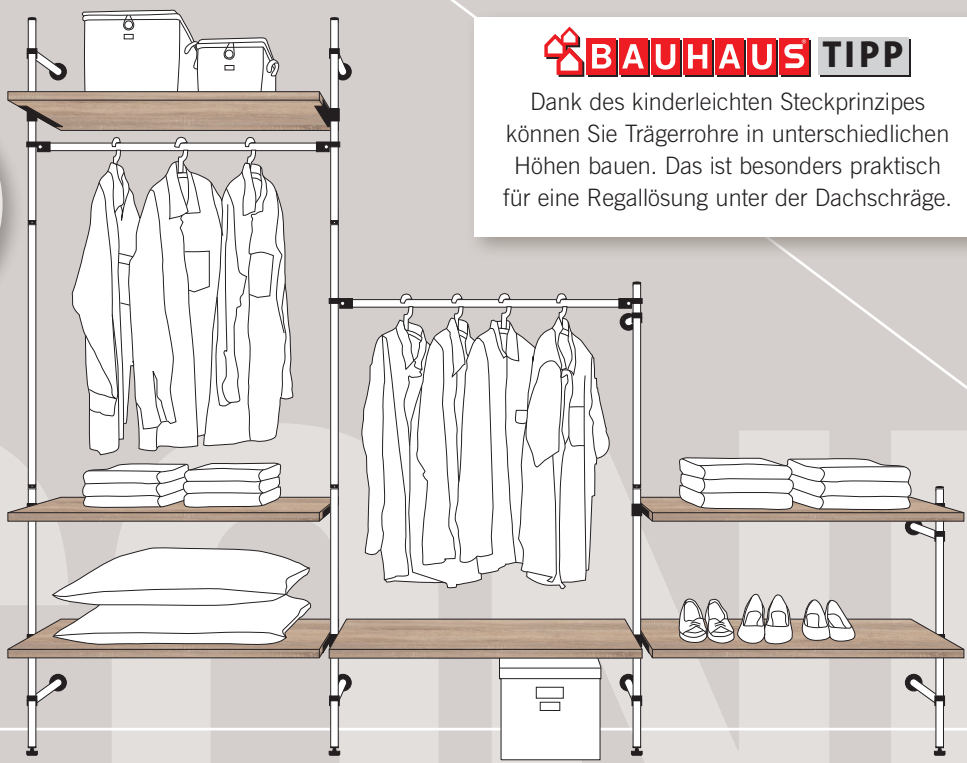 BAUHAUS TIPP
Dank des kinderleichten Steckprinzipes
können Sie Trägerrohre in unterschiedlichen
Höhen bauen. Das ist besonders praktisch
für eine Regallösung unter der Dachschräge.